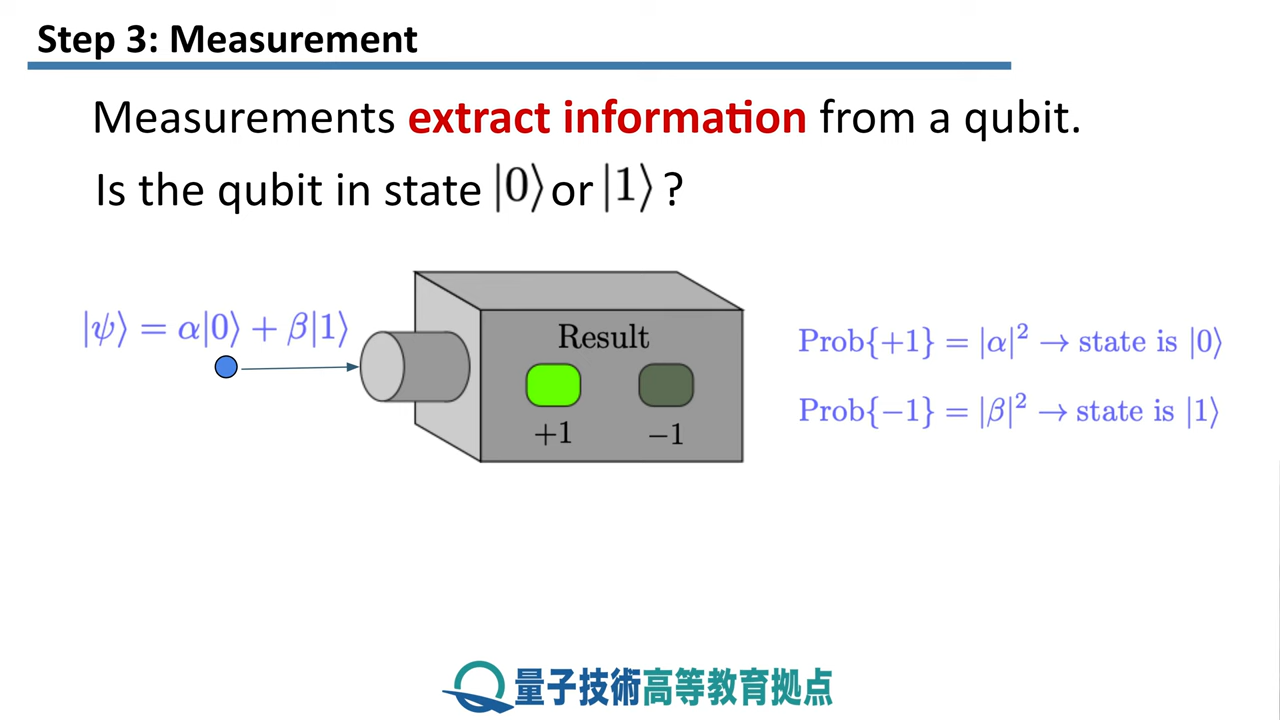 Step 3: Measurement
Measurements extract information from a qubit.
Is the qubit in state |0⟩ or |1⟩ ?
|ψ⟩ = α|0⟩ + β|1⟩
Result
+1 −1
Prob{+1} = |α|² → state is |0⟩
Prob{−1} = |β|² → state is |1⟩
量子技術高等教育拠点